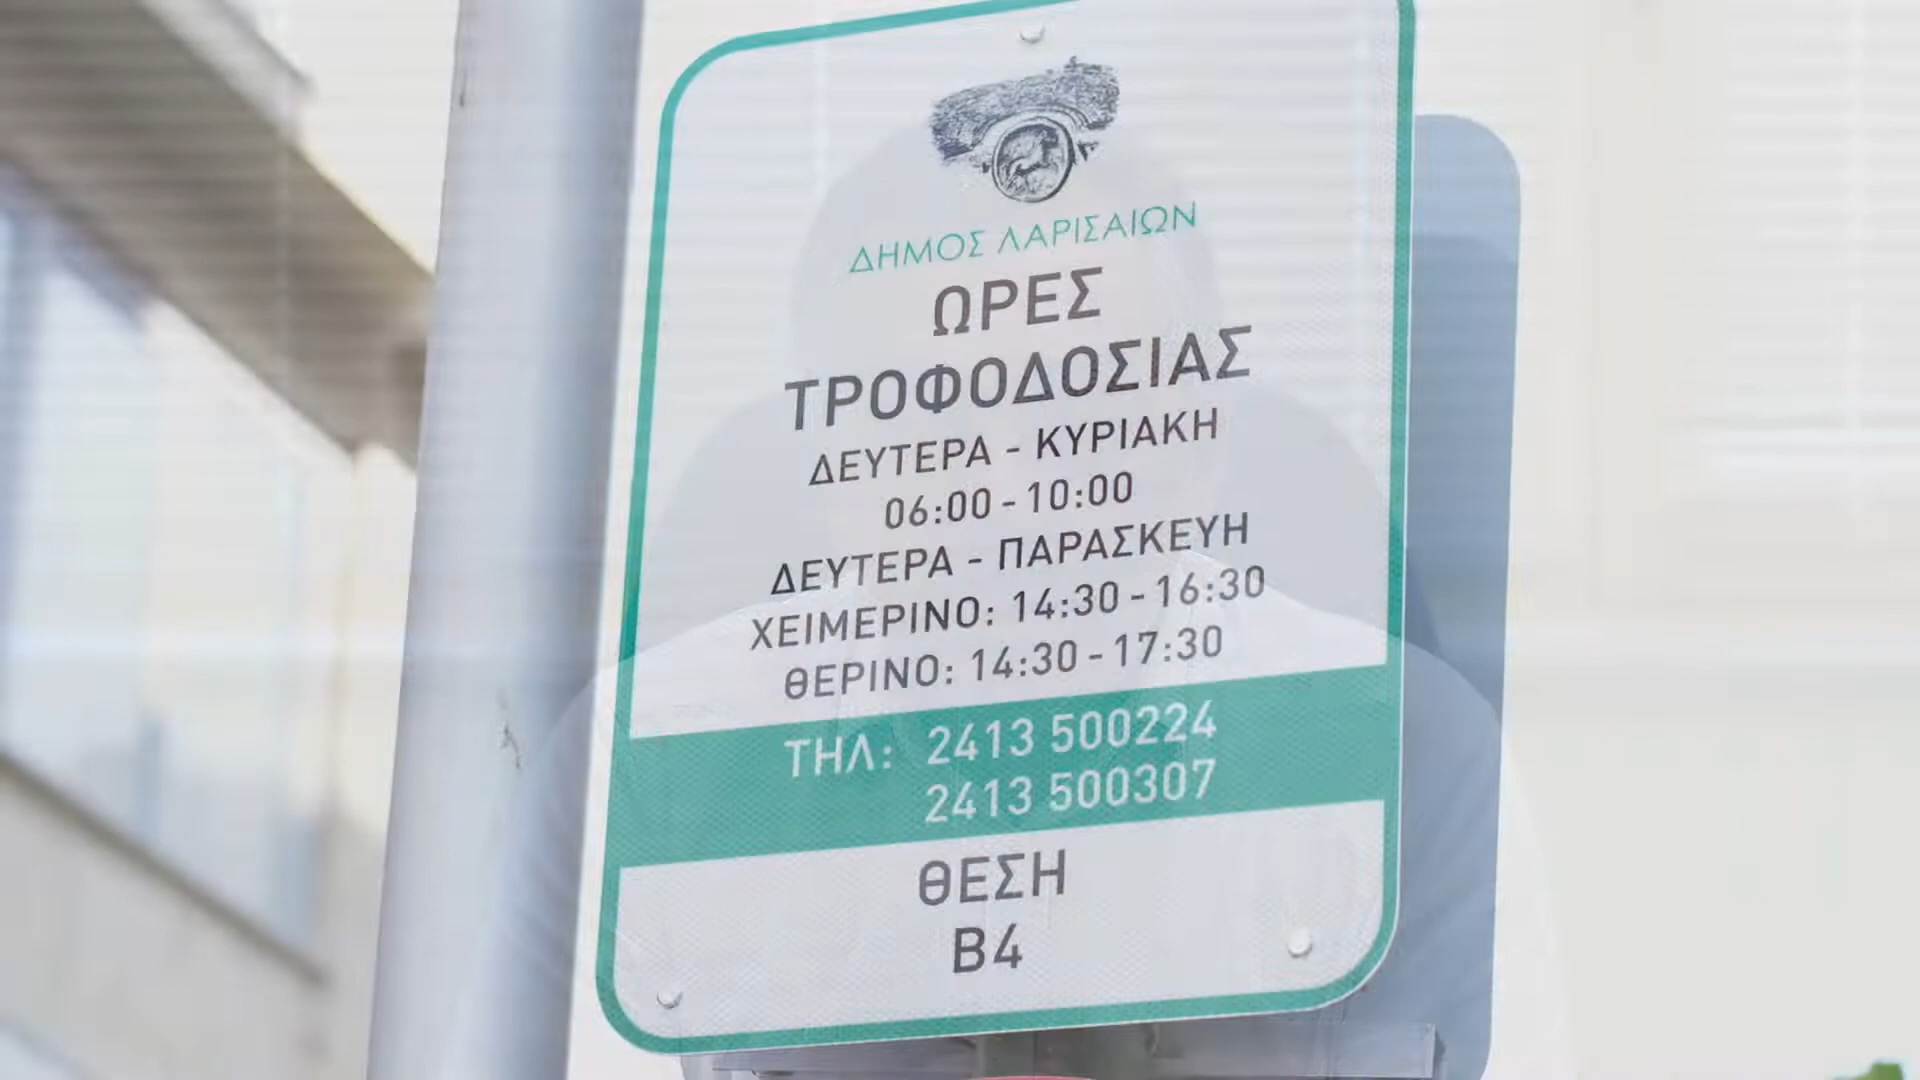 ΔΗΜΟΣ ΛΑΡΙΣΑΙΩΝ
ΩΡΕΣ
ΤΡΟΦΟΔΟΣΙΑΣ
ΔΕΥΤΕΡΑ - ΚΥΡΙΑΚΗ
06:00 - 10:00
ΔΕΥΤΕΡΑ - ΠΑΡΑΣΚΕΥΗ
ΧΕΙΜΕΡΙΝΟ: 14:30 - 16:30
ΘΕΡΙΝΟ: 14:30 - 17:30
ΤΗΛ: 2413 500224
2413 500307
ΘΕΣΗ
Β4